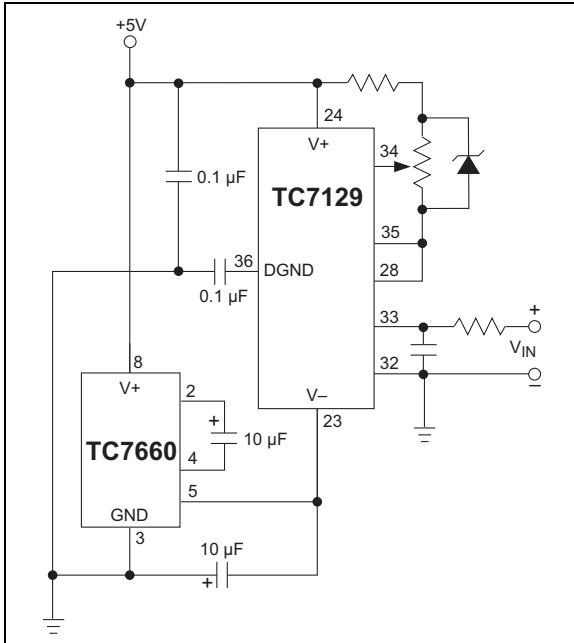 +5V
24
V+
34
0.1 µF
TC7129
36
DGND
35
0.1 µF
28
33
+
VIN
8
V+
2
32
–
V–
+
23
10 µF
TC7660
4
5
GND
3
10 µF
+